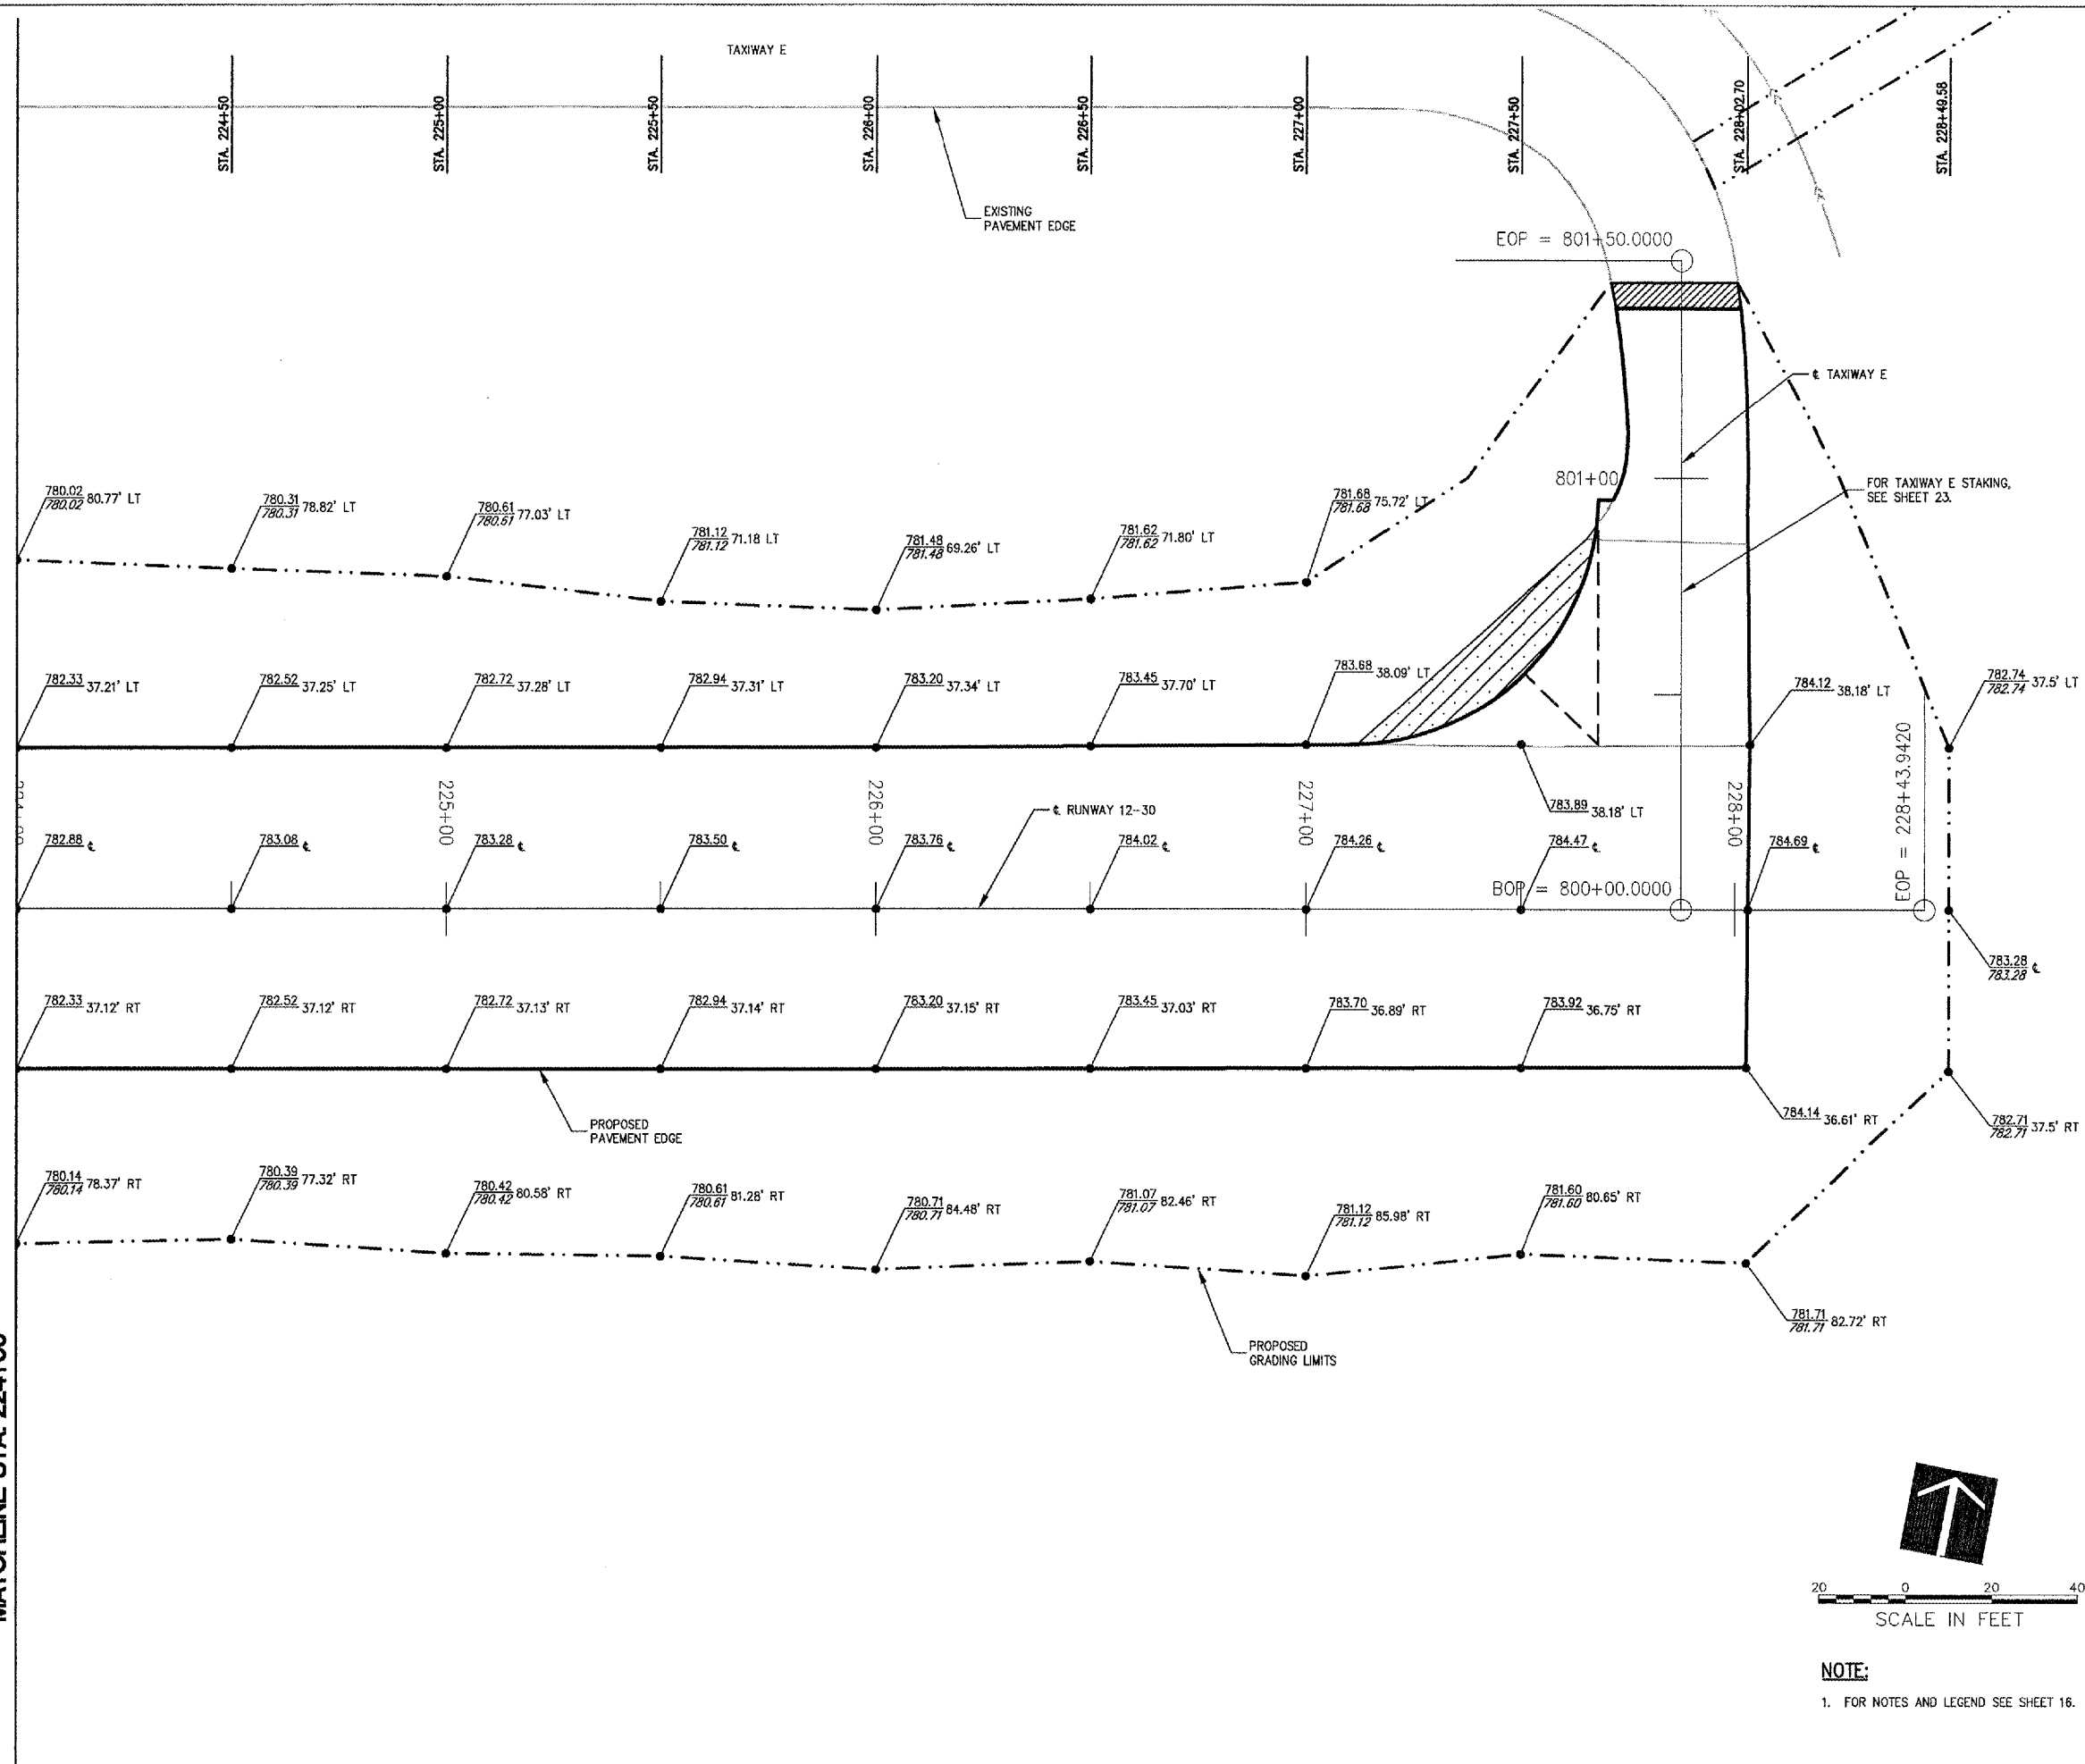 TAXIWAY E
STA. 224+50
STA. 225+00
STA. 225+50
STA. 226+00
STA. 226+50
STA. 227+00
STA. 227+50
STA. 228+02.70
STA. 228+49.58
EXISTING
PAVEMENT EDGE
EOP = 801+50.0000
℄ TAXIWAY E
801+00
FOR TAXIWAY E STAKING,
SEE SHEET 23.
780.02
780.02 80.77' LT
780.31
780.31 78.82' LT
780.61
780.61 77.03' LT
781.12
781.12 71.18 LT
781.48
781.48 69.26' LT
781.62
781.62 71.80' LT
781.68
781.68 75.72' LT
782.33 37.21' LT
782.52 37.25' LT
782.72 37.28' LT
782.94 37.31' LT
783.20 37.34' LT
783.45 37.70' LT
783.68 38.09' LT
784.12 38.18' LT
782.74
782.74 37.5' LT
783.89 38.18' LT
225+00
226+00
227+00
228+00
EOP = 228+43.9420
℄ RUNWAY 12-30
782.88 ℄
783.08 ℄
783.28 ℄
783.50 ℄
783.76 ℄
784.02 ℄
784.26 ℄
784.47 ℄
784.69 ℄
BOP = 800+00.0000
783.28
783.28 ℄
782.33 37.12' RT
782.52 37.12' RT
782.72 37.13' RT
782.94 37.14' RT
783.20 37.15' RT
783.45 37.03' RT
783.70 36.89' RT
783.92 36.75' RT
784.14 36.61' RT
782.71
782.71 37.5' RT
PROPOSED
PAVEMENT EDGE
780.14
780.14 78.37' RT
780.39
780.39 77.32' RT
780.42
780.42 80.58' RT
780.61
780.61 81.28' RT
780.71
780.71 84.48' RT
781.07
781.07 82.46' RT
781.12
781.12 85.98' RT
781.60
781.60 80.65' RT
781.71
781.71 82.72' RT
PROPOSED
GRADING LIMITS
20 0 20 40
SCALE IN FEET
NOTE:
1. FOR NOTES AND LEGEND SEE SHEET 16.